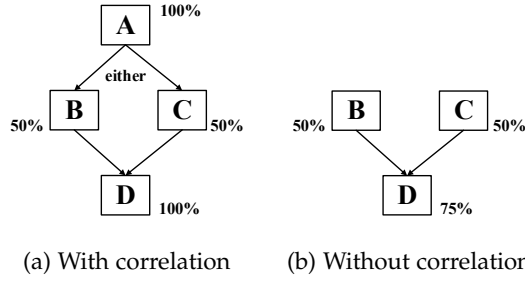 A 100%
either
B C B C
50% 50% 50% 50%
D D
100% 75%
(a) With correlation (b) Without correlation